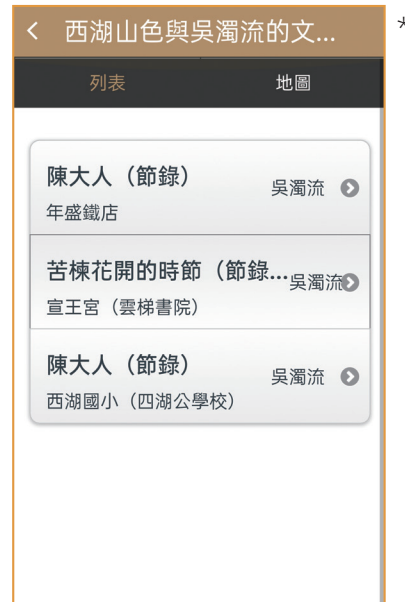 西湖山色與吳濁流的文...
列表 地圖
陳大人（節錄） 吳濁流
年盛鐵店
苦楝花開的時節（節錄... 吳濁流
宣王宮（雲梯書院）
陳大人（節錄） 吳濁流
西湖國小（四湖公學校）